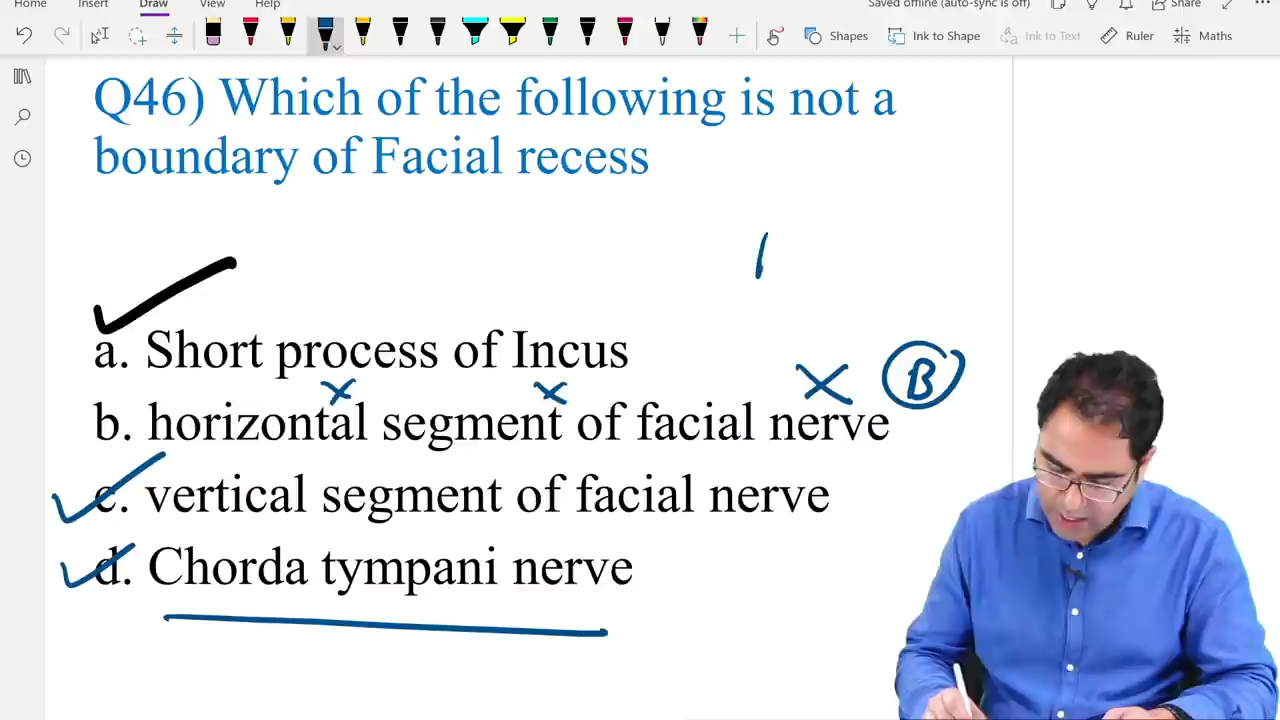 Home Insert Draw View Help Saved offline (auto-sync is off) Share
Shapes Ink to Shape Ink to Text Ruler Maths
Q46) Which of the following is not a
boundary of Facial recess
a. Short process of Incus
B
b. horizontal segment of facial nerve
c. vertical segment of facial nerve
d. Chorda tympani nerve